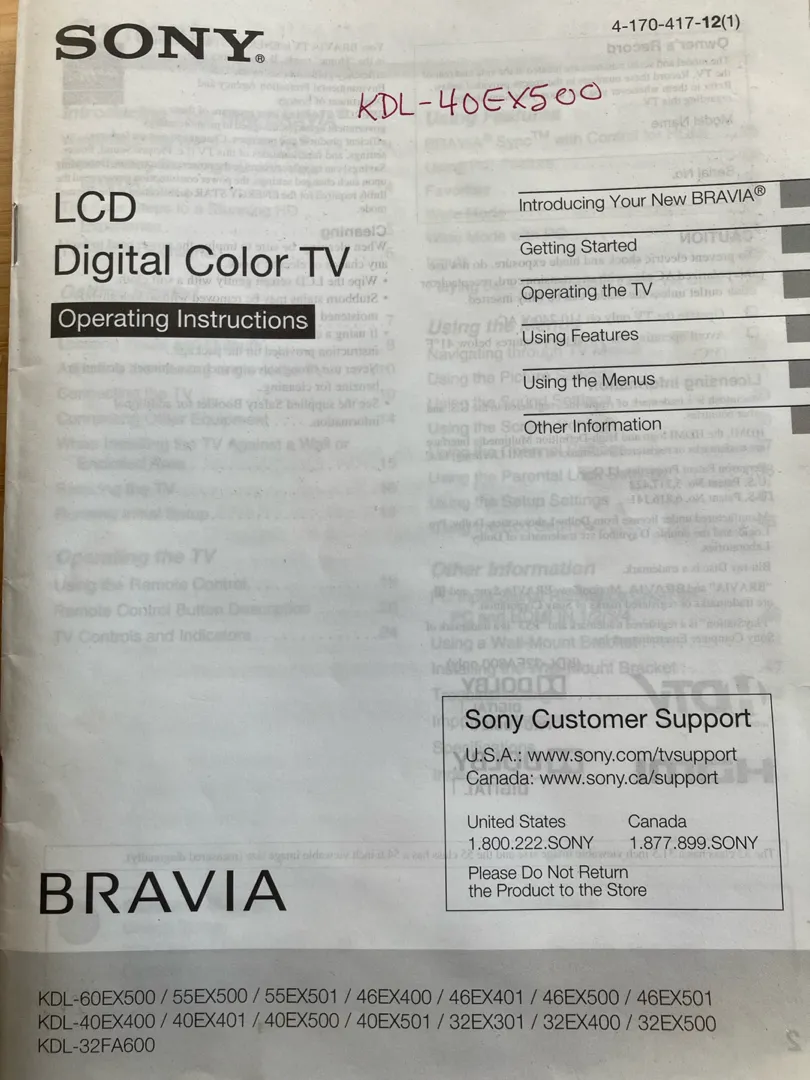 4-170-417-12(1)
SONY®
KDL-40EX500
LCD
Digital Color TV
Operating Instructions
Introducing Your New BRAVIA®
Getting Started
Operating the TV
Using Features
Using the Menus
Other Information
Sony Customer Support
U.S.A.: www.sony.com/tvsupport
Canada: www.sony.ca/support
United States Canada
1.800.222.SONY 1.877.899.SONY
Please Do Not Return
the Product to the Store
BRAVIA
KDL-60EX500 / 55EX500 / 55EX501 / 46EX400 / 46EX401 / 46EX500 / 46EX501
KDL-40EX400 / 40EX401 / 40EX500 / 40EX501 / 32EX301 / 32EX400 / 32EX500
KDL-32FA600